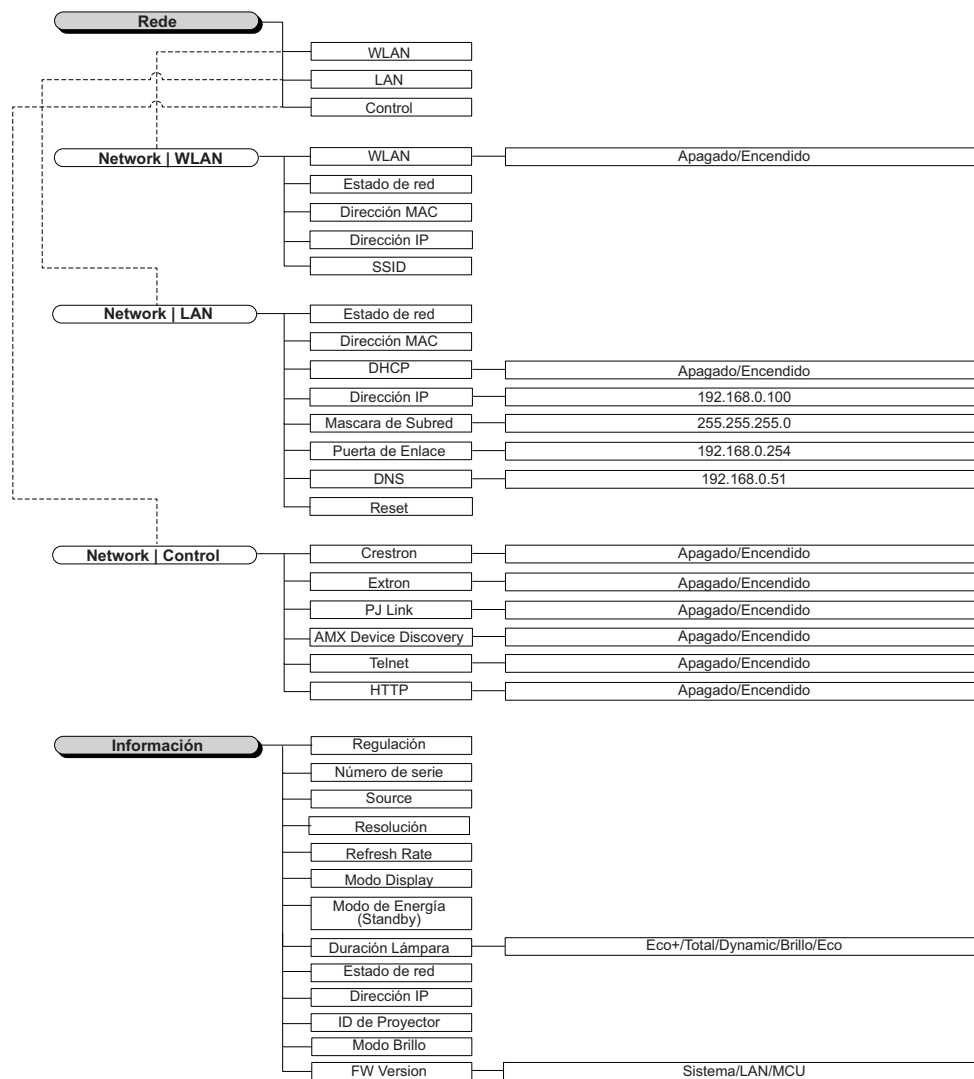 Rede
WLAN
LAN
Control
Network | WLAN
WLAN
Apagado/Encendido
Estado de red
Dirección MAC
Dirección IP
SSID
Network | LAN
Estado de red
Dirección MAC
DHCP
Apagado/Encendido
Dirección IP
192.168.0.100
Mascara de Subred
255.255.255.0
Puerta de Enlace
192.168.0.254
DNS
192.168.0.51
Reset
Network | Control
Crestron
Apagado/Encendido
Extron
Apagado/Encendido
PJ Link
Apagado/Encendido
AMX Device Discovery
Apagado/Encendido
Telnet
Apagado/Encendido
HTTP
Apagado/Encendido
Información
Regulación
Número de serie
Source
Resolución
Refresh Rate
Modo Display
Modo de Energía
(Standby)
Duración Lámpara
Eco+/Total/Dynamic/Brillo/Eco
Estado de red
Dirección IP
ID de Proyector
Modo Brillo
FW Version
Sistema/LAN/MCU